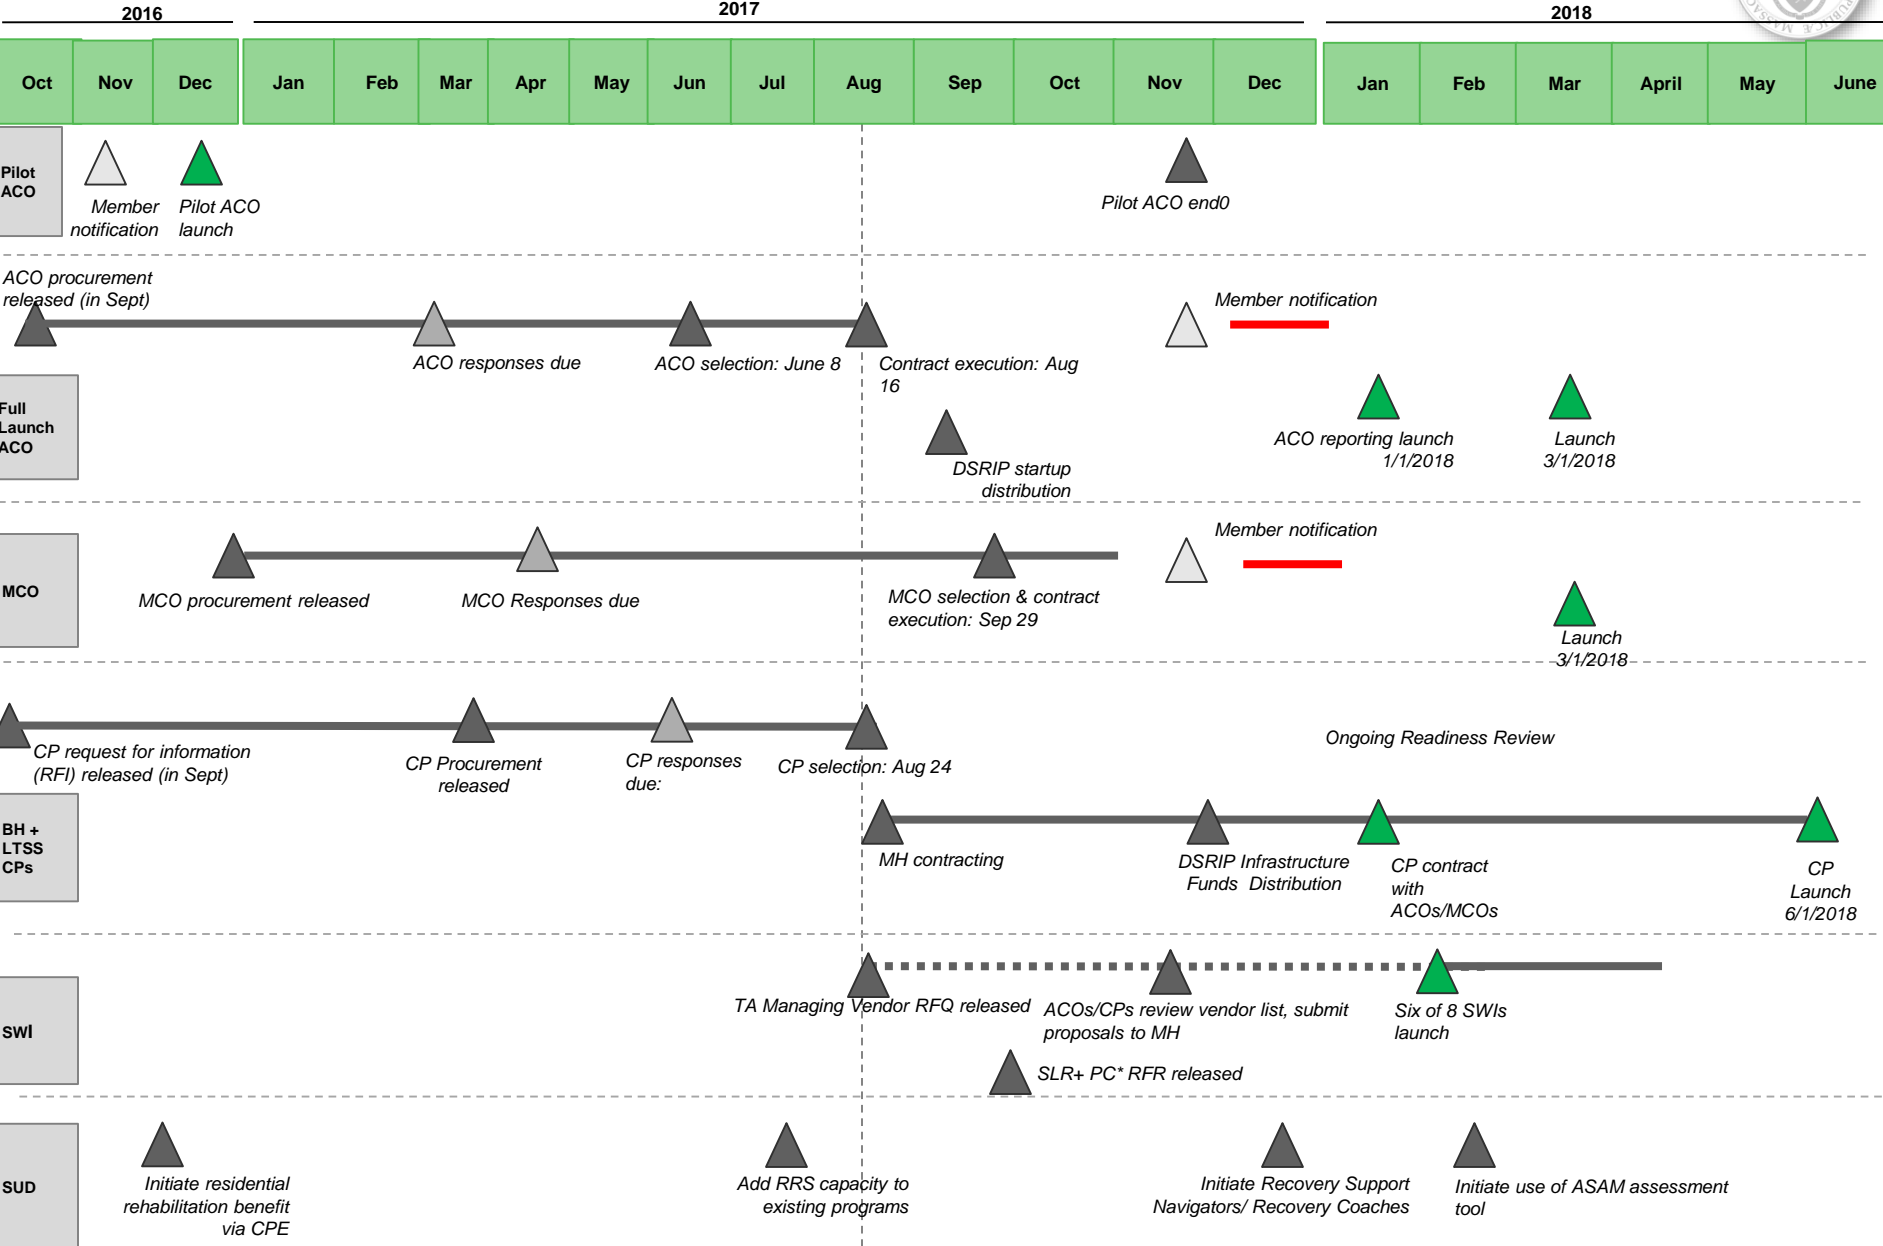 2016
2017
2018
Oct
Nov
Dec
Jan
Feb
Mar
Apr
May
Jun
Jul
Aug
Sep
Oct
Nov
Dec
Jan
Feb
Mar
April
May
June
Pilot
ACO
Member
notification
Pilot ACO
launch
Pilot ACO end0
ACO procurement
released (in Sept)
ACO responses due
ACO selection: June 8
Contract execution: Aug
16
Member notification
Full
Launch
ACO
DSRIP startup
distribution
ACO reporting launch
1/1/2018
Launch
3/1/2018
MCO
MCO procurement released
MCO Responses due
MCO selection & contract
execution: Sep 29
Member notification
Launch
3/1/2018
CP request for information
(RFI) released (in Sept)
CP Procurement
released
CP responses
due:
CP selection: Aug 24
Ongoing Readiness Review
BH +
LTSS
CPs
MH contracting
DSRIP Infrastructure
Funds Distribution
CP contract
with
ACOs/MCOs
CP
Launch
6/1/2018
SWI
TA Managing Vendor RFQ released
ACOs/CPs review vendor list, submit
proposals to MH
Six of 8 SWIs
launch
SLR+ PC* RFR released
SUD
Initiate residential
rehabilitation benefit
via CPE
Add RRS capacity to
existing programs
Initiate Recovery Support
Navigators/ Recovery Coaches
Initiate use of ASAM assessment
tool